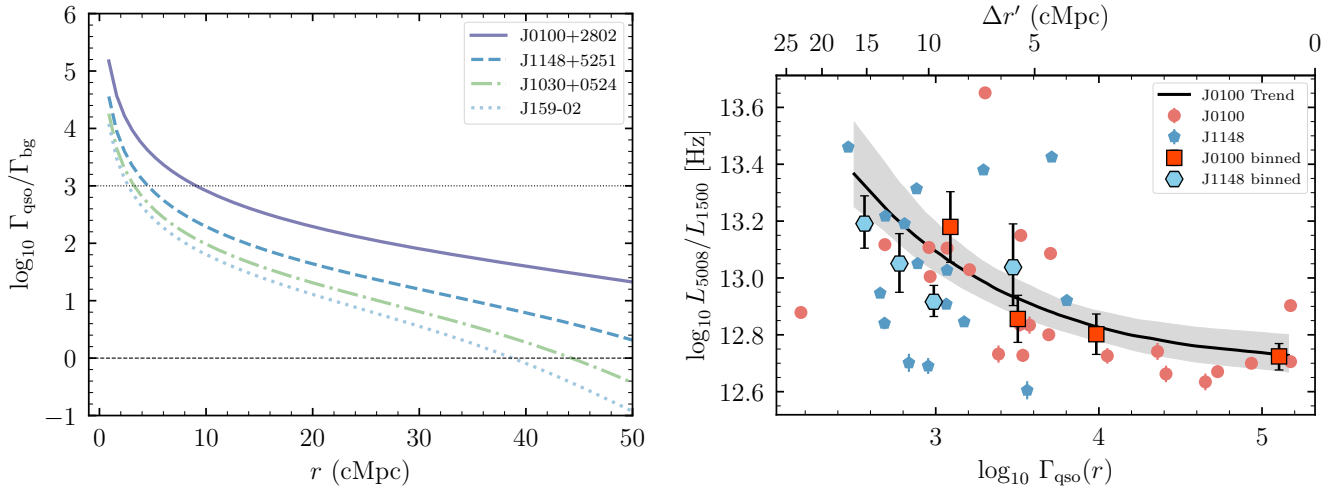 6
5
4
3
2
1
0
−1
log₁₀ Γqso/Γbg
0 10 20 30 40 50
r (cMpc)
J0100+2802
J1148+5251
J1030+0524
J159-02
Δr′ (cMpc)
25 20 15 10 5 0
13.6
13.4
13.2
13.0
12.8
12.6
log₁₀ L5008/L1500 [Hz]
3 4 5
log₁₀ Γqso(r)
J0100 Trend
J0100
J1148
J0100 binned
J1148 binned